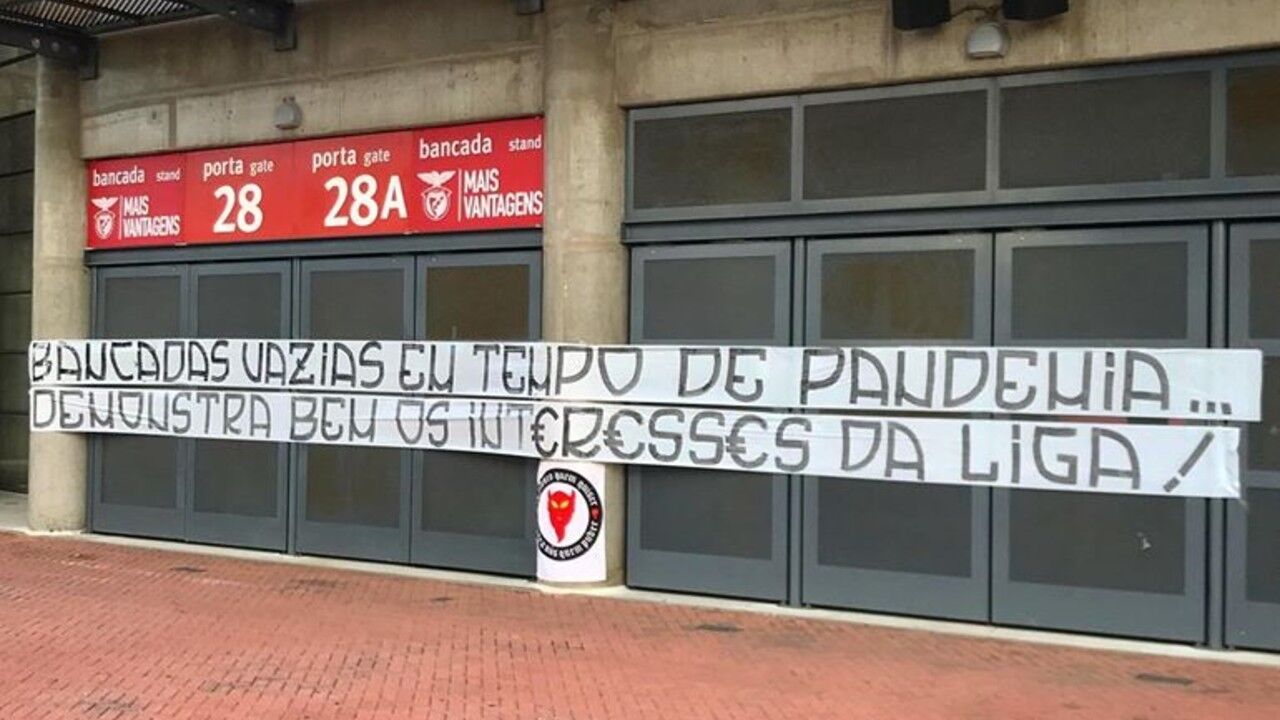 bancada stand
MAIS
VANTAGENS
porta gate
28
porta gate
28A
bancada stand
MAIS
VANTAGENS
BANCADAS VAZIAS EM TEMPO DE PANDEMiA...
DEMONSTRA BEM OS INT€R€SS€S DA LiGA!